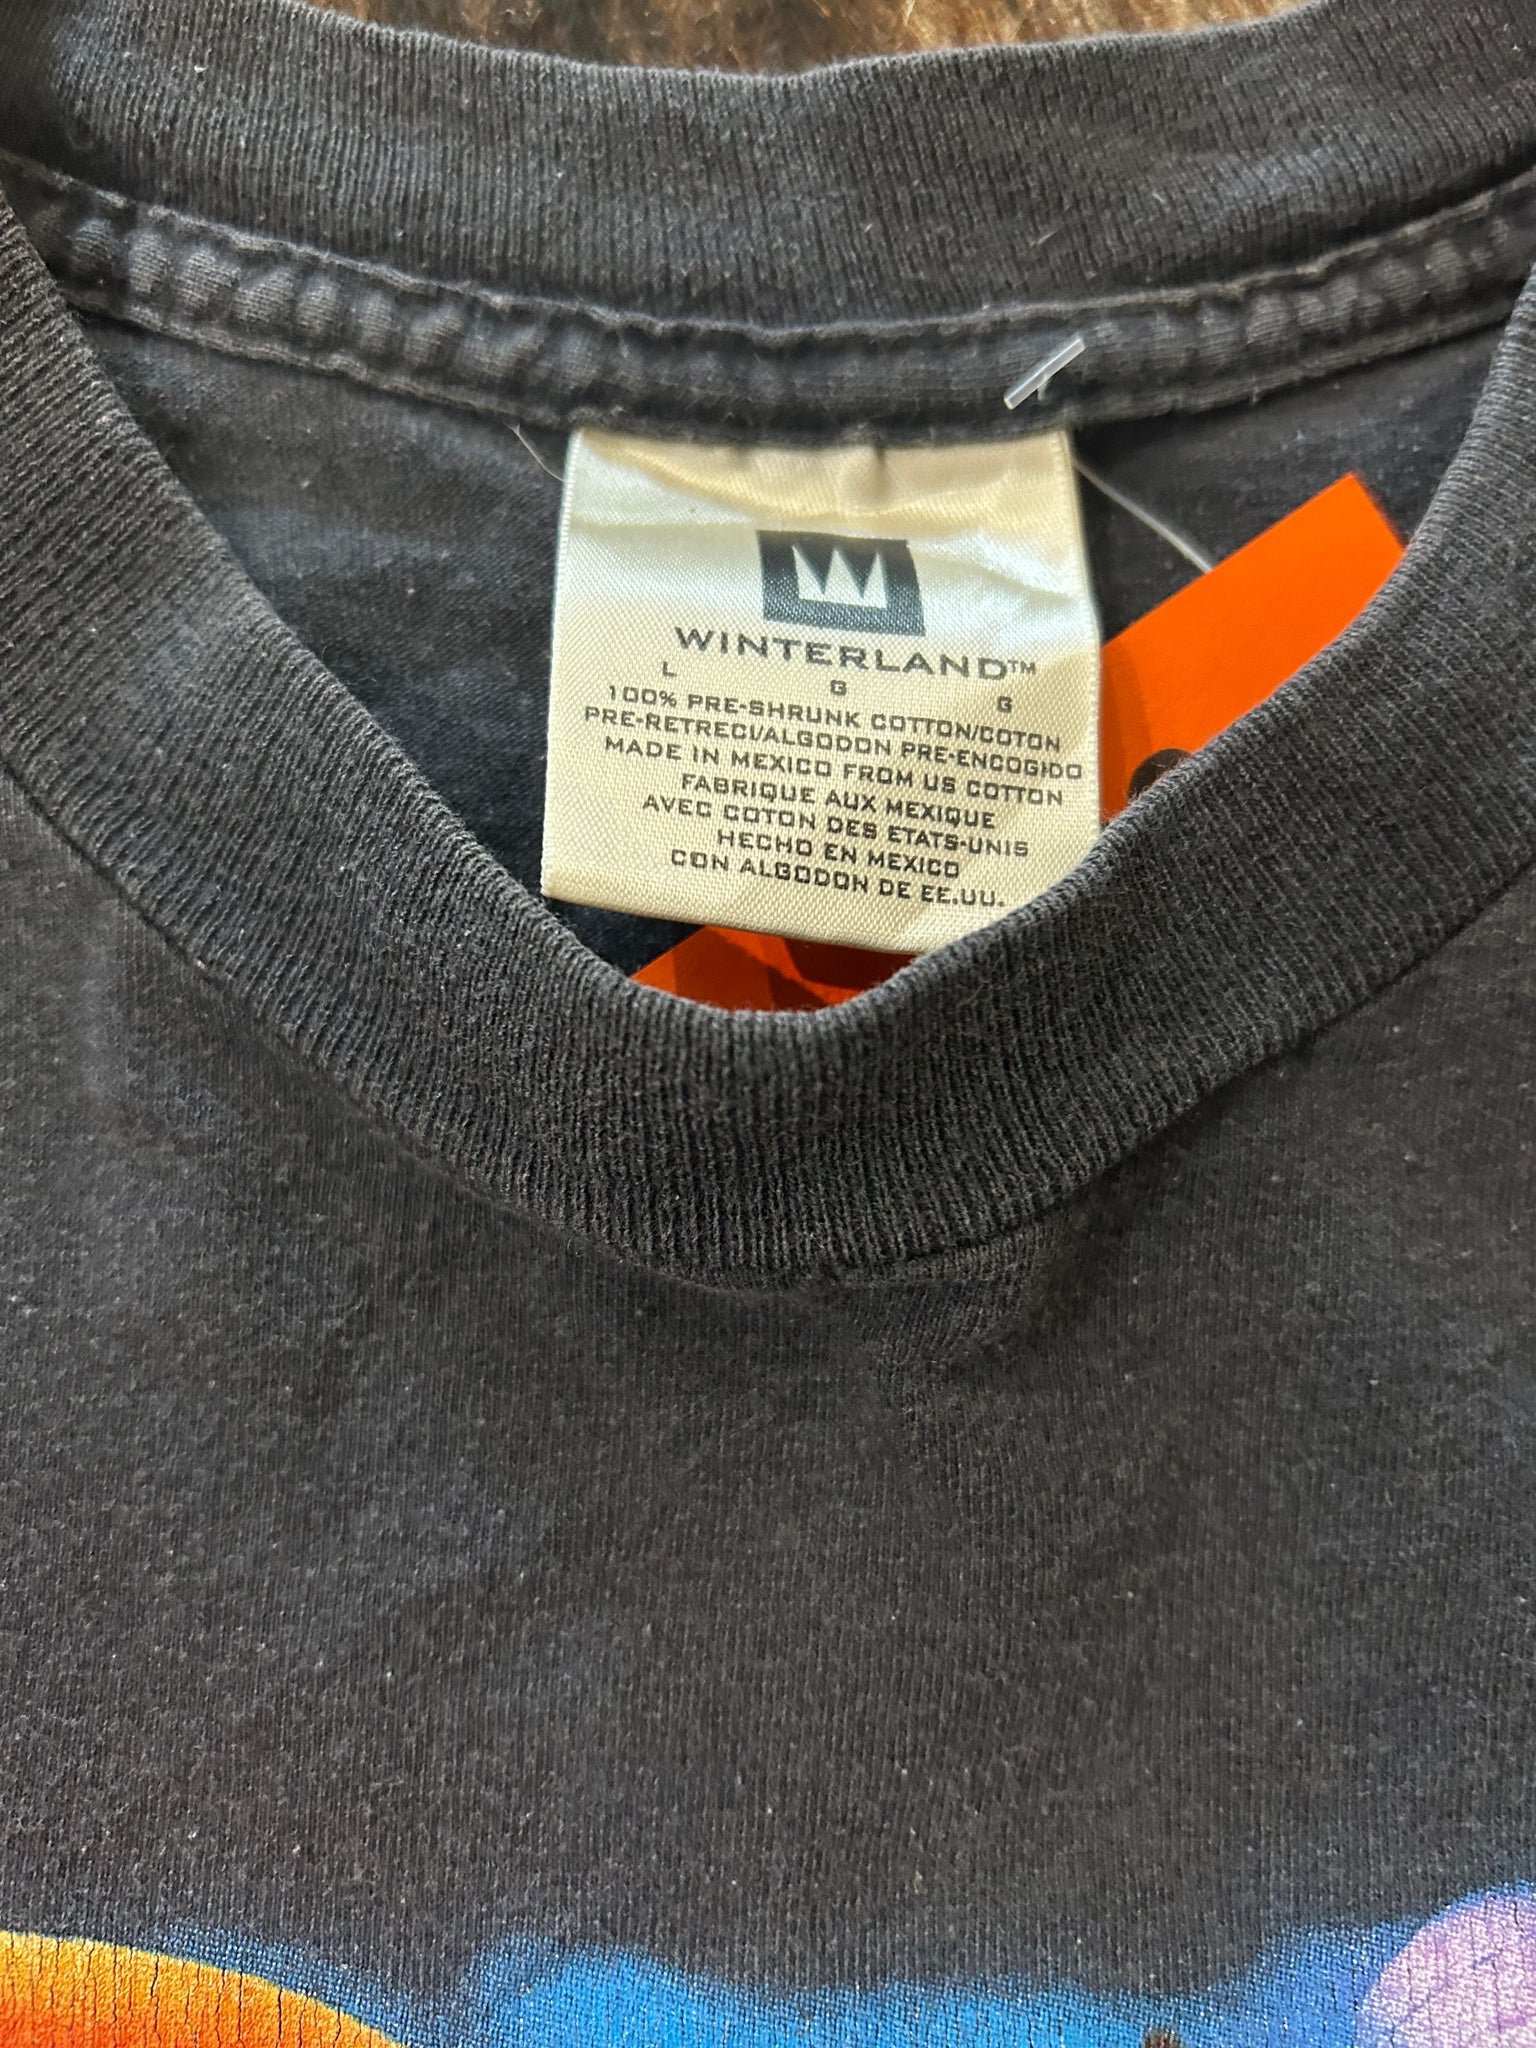 WINTERLAND™
L G G
100% PRE-SHRUNK COTTON/COTON
PRE-RETRECI/ALGODON PRE-ENCOGIDO
MADE IN MEXICO FROM US COTTON
FABRIQUE AUX MEXIQUE
AVEC COTON DES ETATS-UNIS
HECHO EN MEXICO
CON ALGODON DE EE.UU.